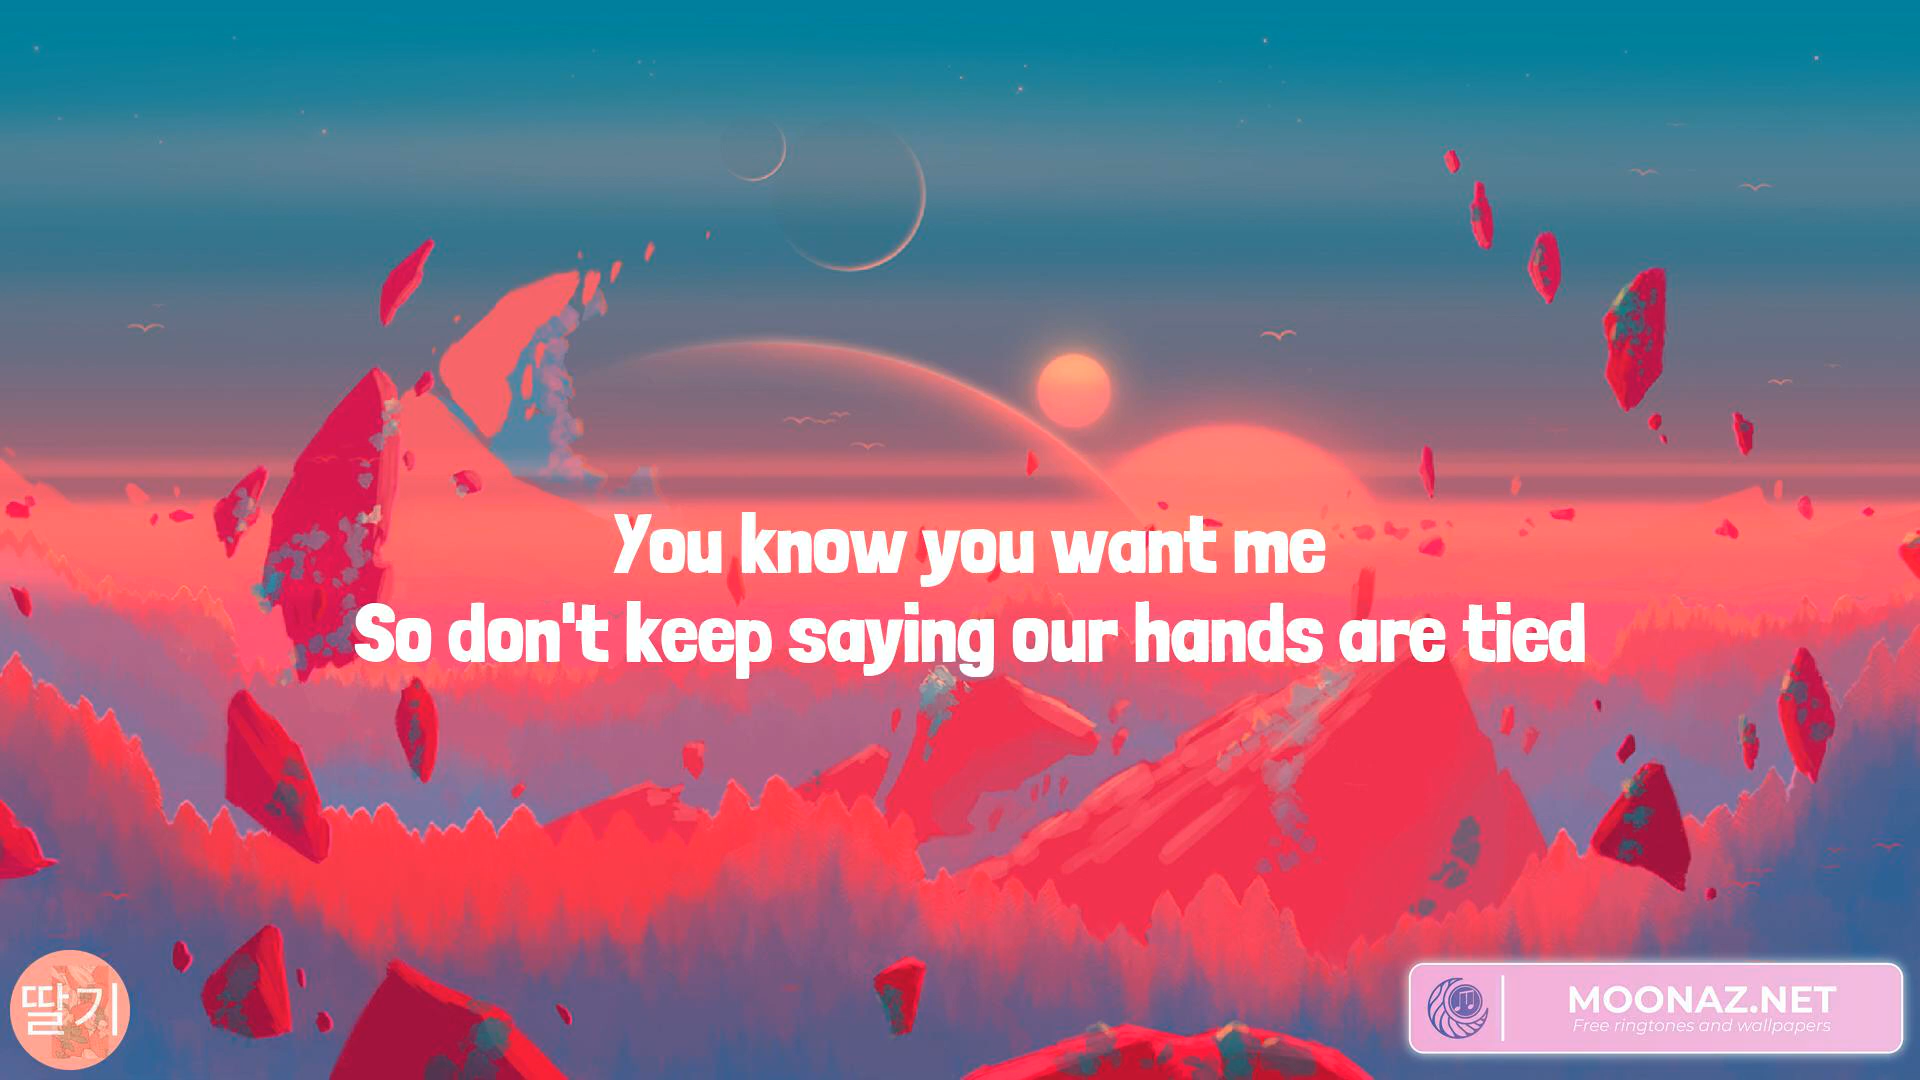 You know you want me
So don't keep saying our hands are tied
딸기
MOONAZ.NET
Free ringtones and wallpapers